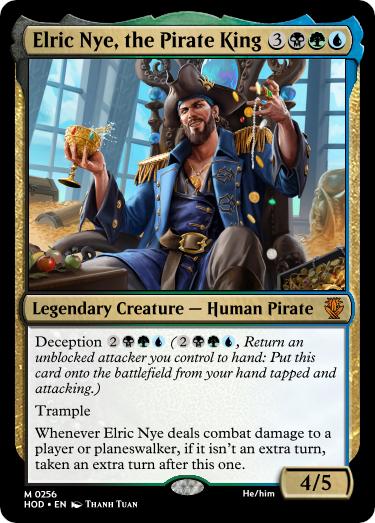 Elric Nye, the Pirate King 3
Legendary Creature — Human Pirate
Deception 2 (2, Return an
unblocked attacker you control to hand: Put this
card onto the battlefield from your hand tapped and
attacking.)
Trample
Whenever Elric Nye deals combat damage to a
player or planeswalker, if it isn't an extra turn,
taken an extra turn after this one.
4/5
M 0256
He/him
HOD • EN Thanh Tuan